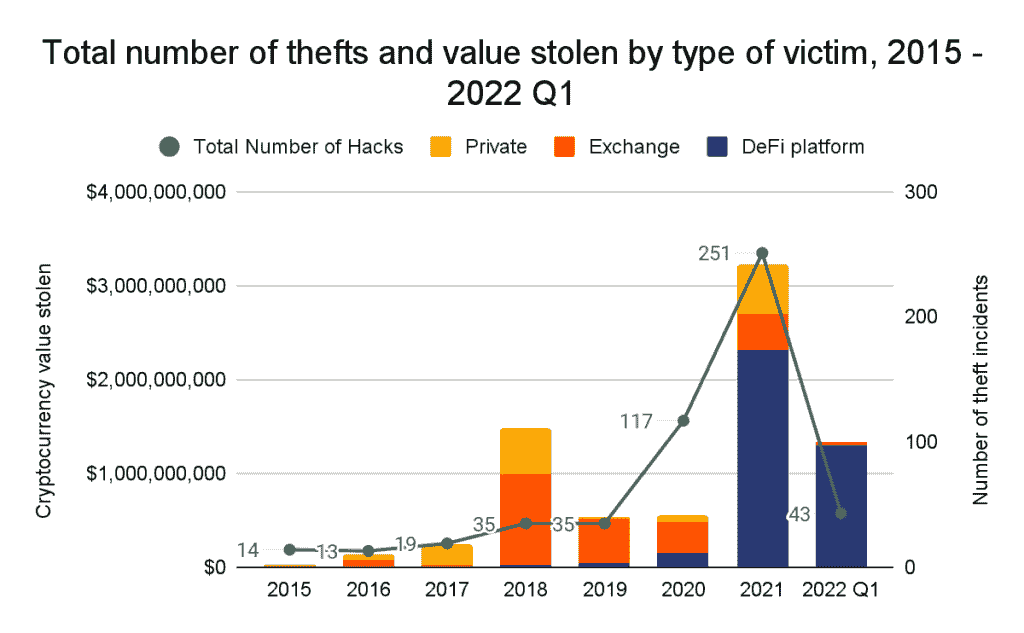 Total number of thefts and value stolen by type of victim, 2015 -
2022 Q1
Total Number of Hacks Private Exchange DeFi platform
$4,000,000,000
$3,000,000,000
$2,000,000,000
$1,000,000,000
$0
Cryptocurrency value stolen
14
13
19
35
35
117
251
43
300
200
100
0
Number of theft incidents
2015 2016 2017 2018 2019 2020 2021 2022 Q1